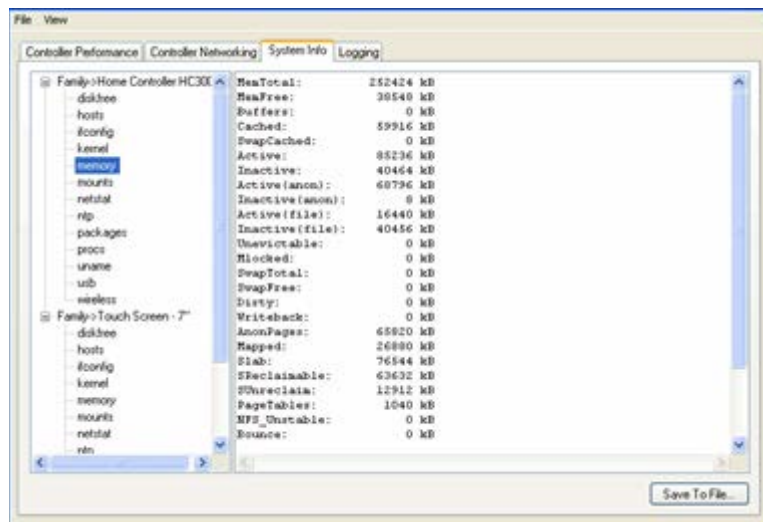 File View
Controller Performance Controller Networking System Info Logging
Family->Home Controller HC300
diskfree
hosts
ifconfig
kernel
memory
mounts
netstat
ntp
packages
procs
uname
usb
wireless
Family->Touch Screen - 7"
diskfree
hosts
ifconfig
kernel
memory
mounts
netstat
ntp
MemTotal: 252424 kB
MemFree: 38548 kB
Buffers: 0 kB
Cached: 59916 kB
SwapCached: 0 kB
Active: 85236 kB
Inactive: 40464 kB
Active(anon): 68796 kB
Inactive(anon): 8 kB
Active(file): 16440 kB
Inactive(file): 40456 kB
Unevictable: 0 kB
Mlocked: 0 kB
SwapTotal: 0 kB
SwapFree: 0 kB
Dirty: 0 kB
Writeback: 0 kB
AnonPages: 65820 kB
Mapped: 26880 kB
Slab: 76544 kB
SReclaimable: 63632 kB
SUnreclaim: 12912 kB
PageTables: 1040 kB
NFS_Unstable: 0 kB
Bounce: 0 kB
Save To File...